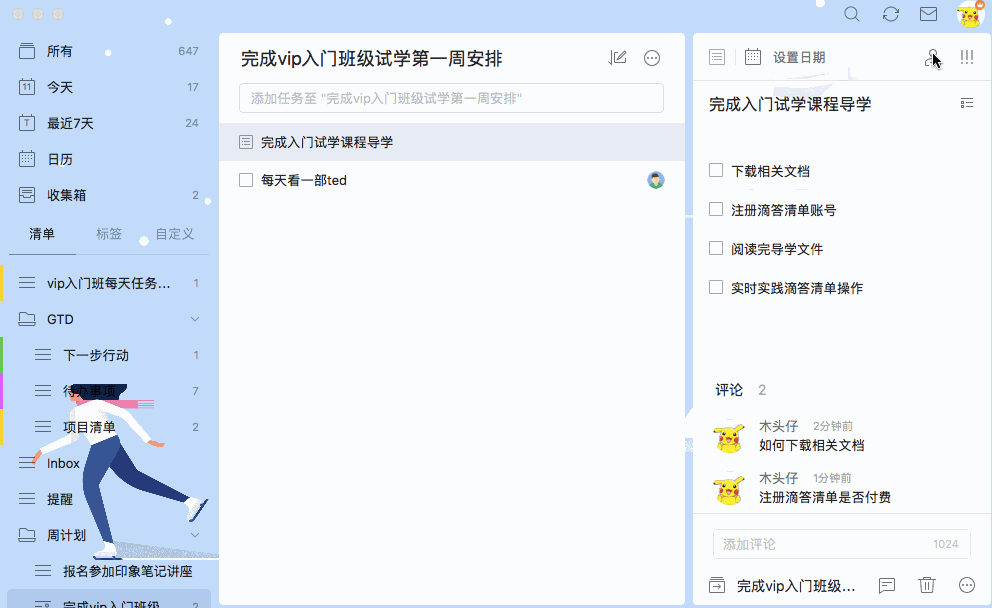 所有 647
11 今天 17
T 最近7天 24
日历
收集箱 2
清单 标签 自定义
vip入门班每天任务... 1
GTD
下一步行动 1
待办事项 7
项目清单 2
Inbox
提醒
周计划
报名参加印象笔记讲座
完成vip入门班级... 2
完成vip入门班级试学第一周安排
添加任务至 "完成vip入门班级试学第一周安排"
完成入门试学课程导学
每天看一部ted
设置日期
完成入门试学课程导学
下载相关文档
注册滴答清单账号
阅读完导学文件
实时实践滴答清单操作
评论 2
木头仔 2分钟前
如何下载相关文档
木头仔 1分钟前
注册滴答清单是否付费
添加评论 1024
完成vip入门班级...